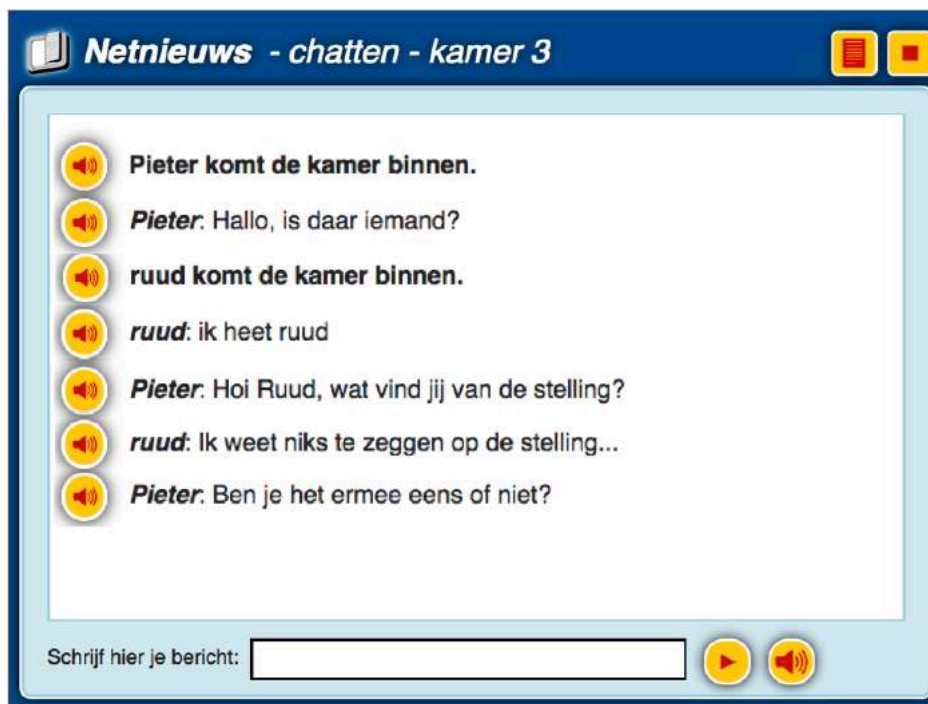 Netnieuws - chatten - kamer 3
Pieter komt de kamer binnen.
Pieter: Hallo, is daar iemand?
ruud komt de kamer binnen.
ruud: ik heet ruud
Pieter: Hoi Ruud, wat vind jij van de stelling?
ruud: Ik weet niks te zeggen op de stelling...
Pieter: Ben je het ermee eens of niet?
Schrijf hier je bericht: